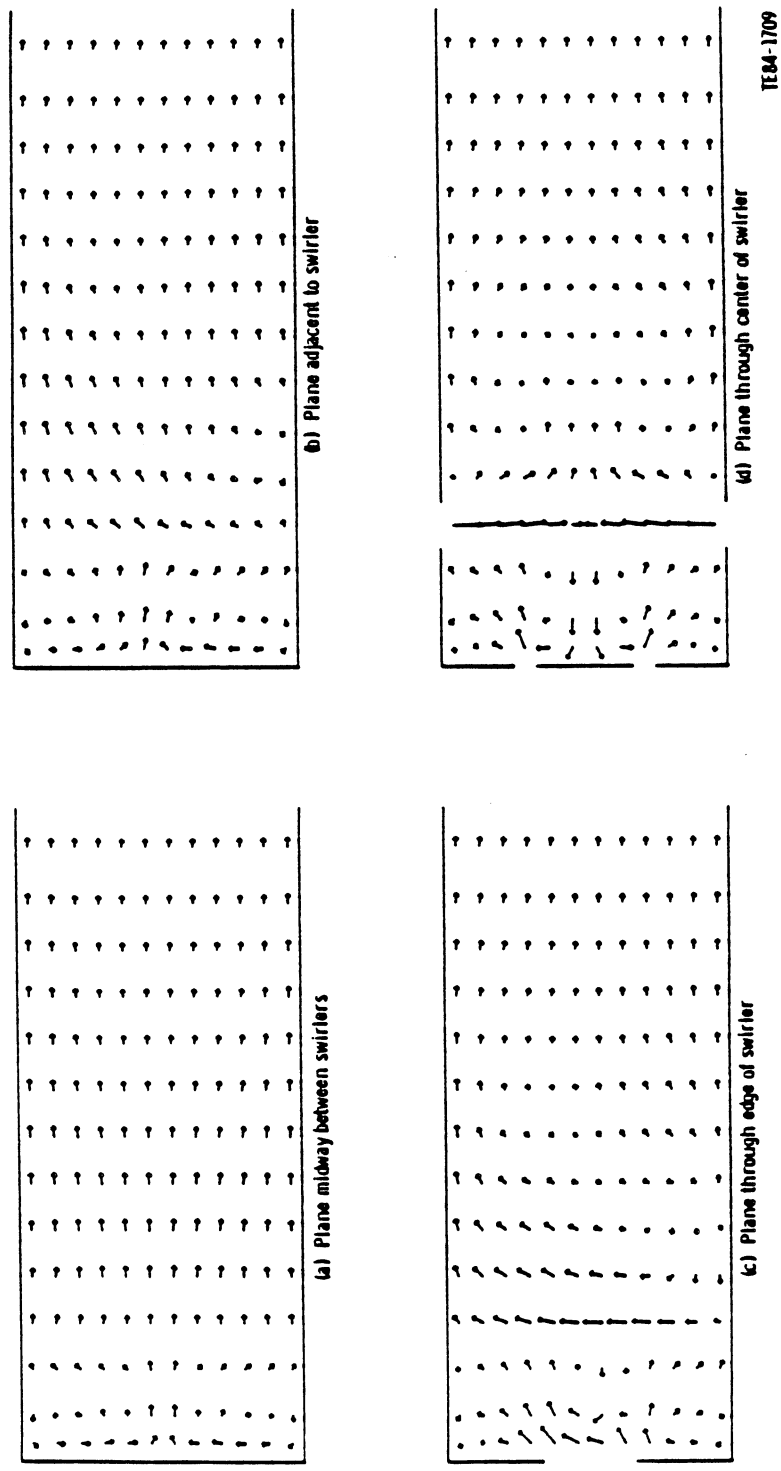 (a) Plane midway between swirlers
(b) Plane adjacent to swirler
(c) Plane through edge of swirler
(d) Plane through center of swirler
TE84-1709